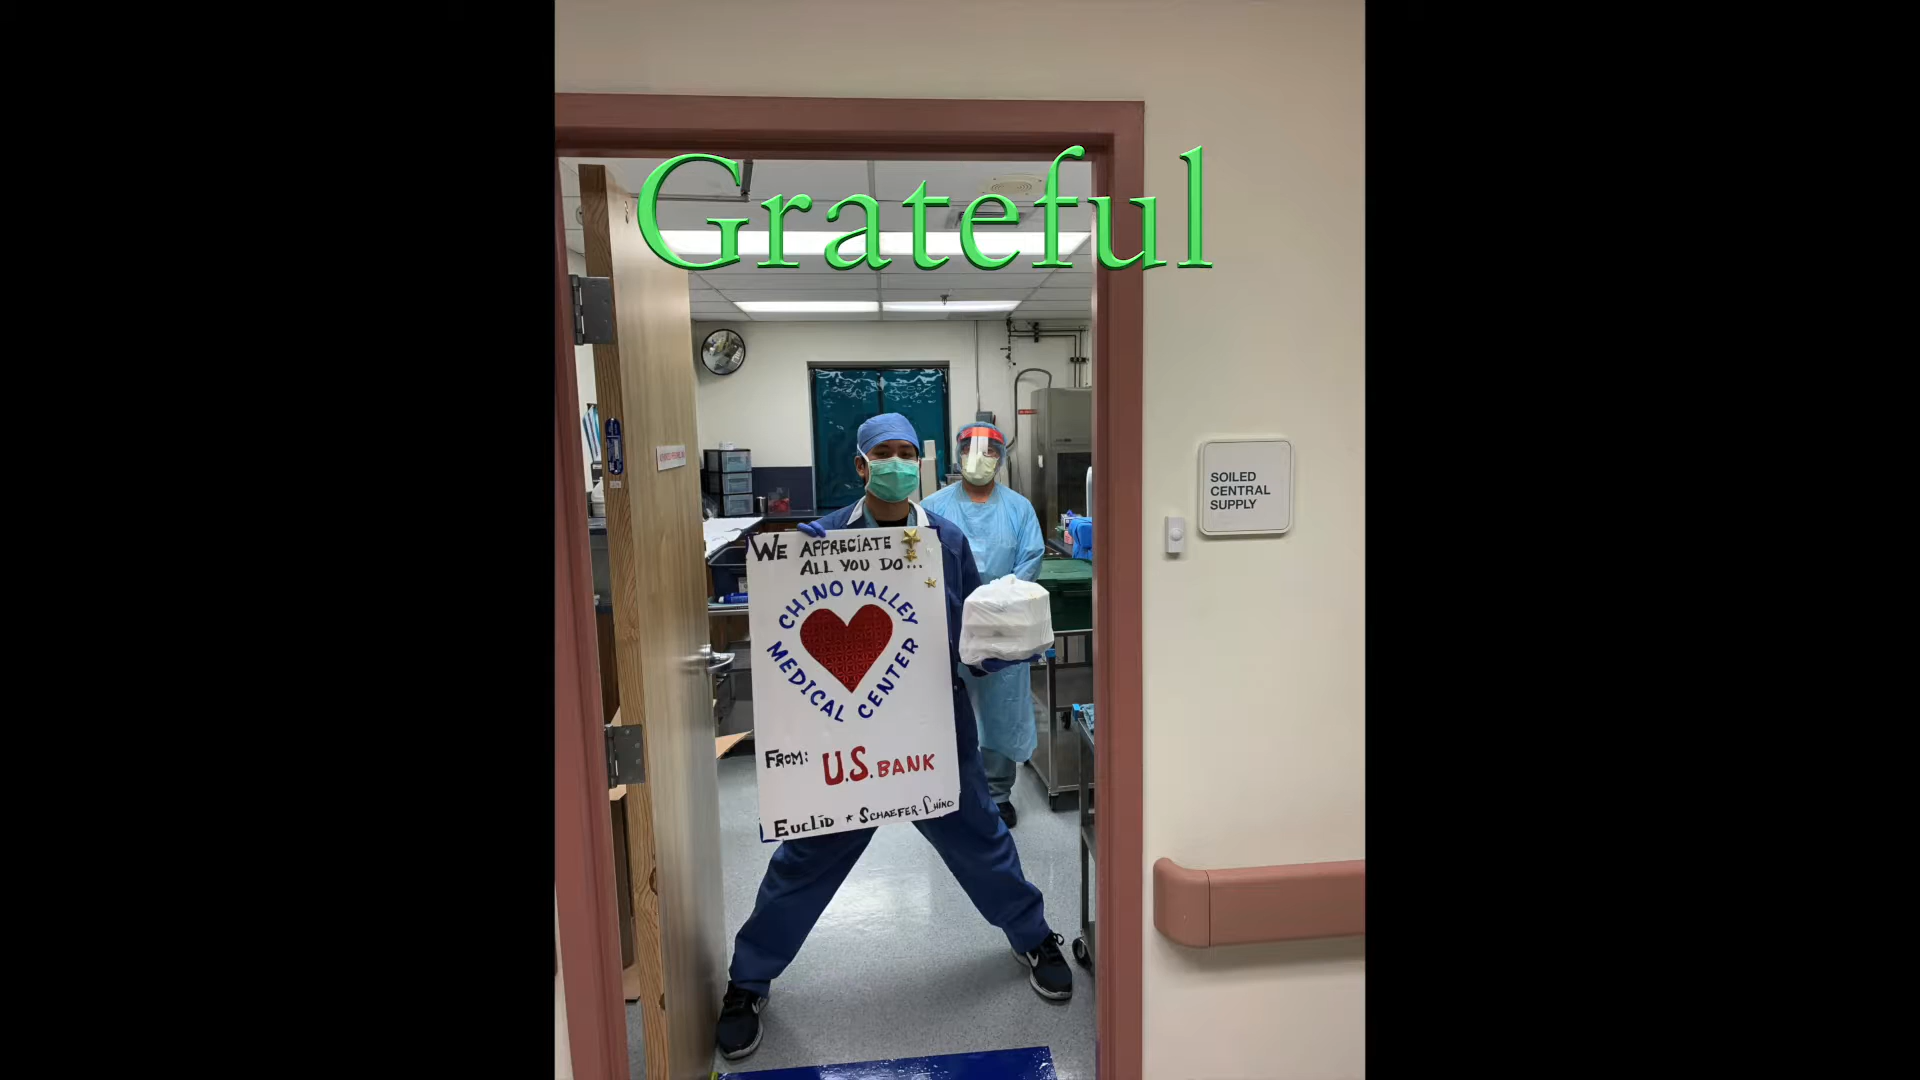 Grateful
WE APPRECIATE
ALL YOU DO...
CHINO VALLEY
MEDICAL CENTER
FROM: U.S. BANK
EUCLID * SCHAEFER-CHINO
SOILED
CENTRAL
SUPPLY